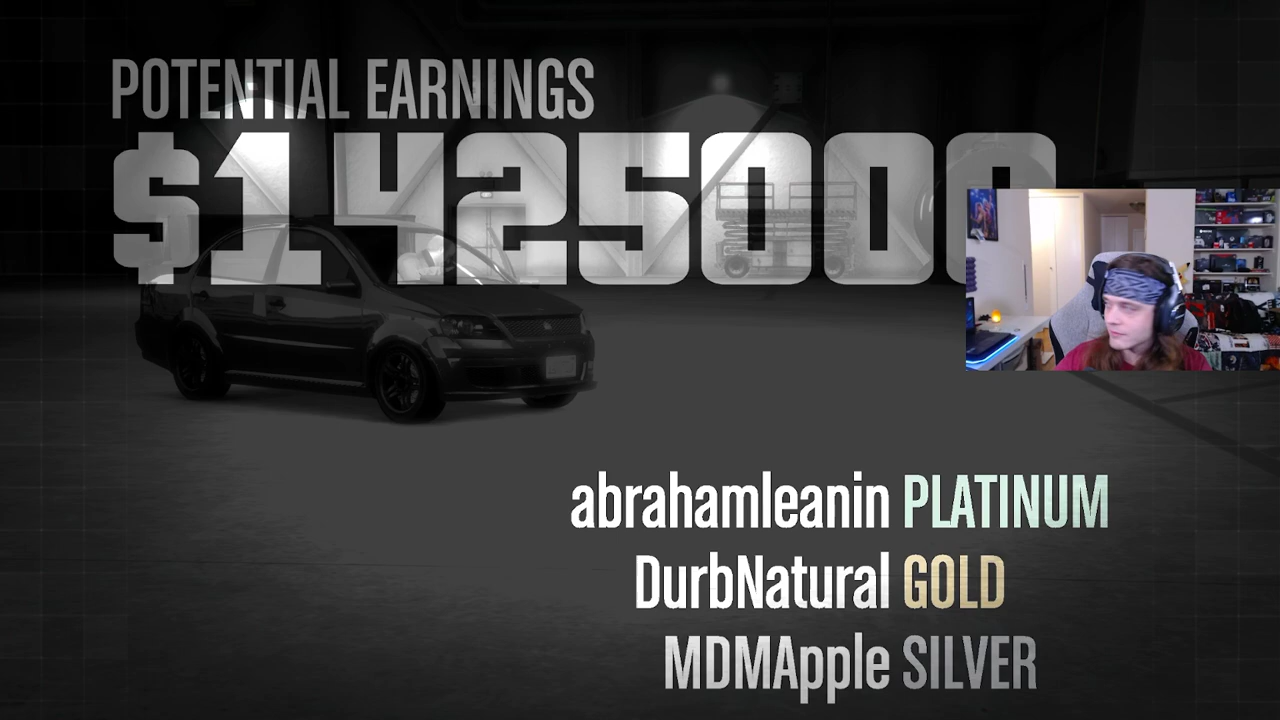 POTENTIAL EARNINGS
$1425000
abrahamleanin PLATINUM
DurbNatural GOLD
MDMApple SILVER